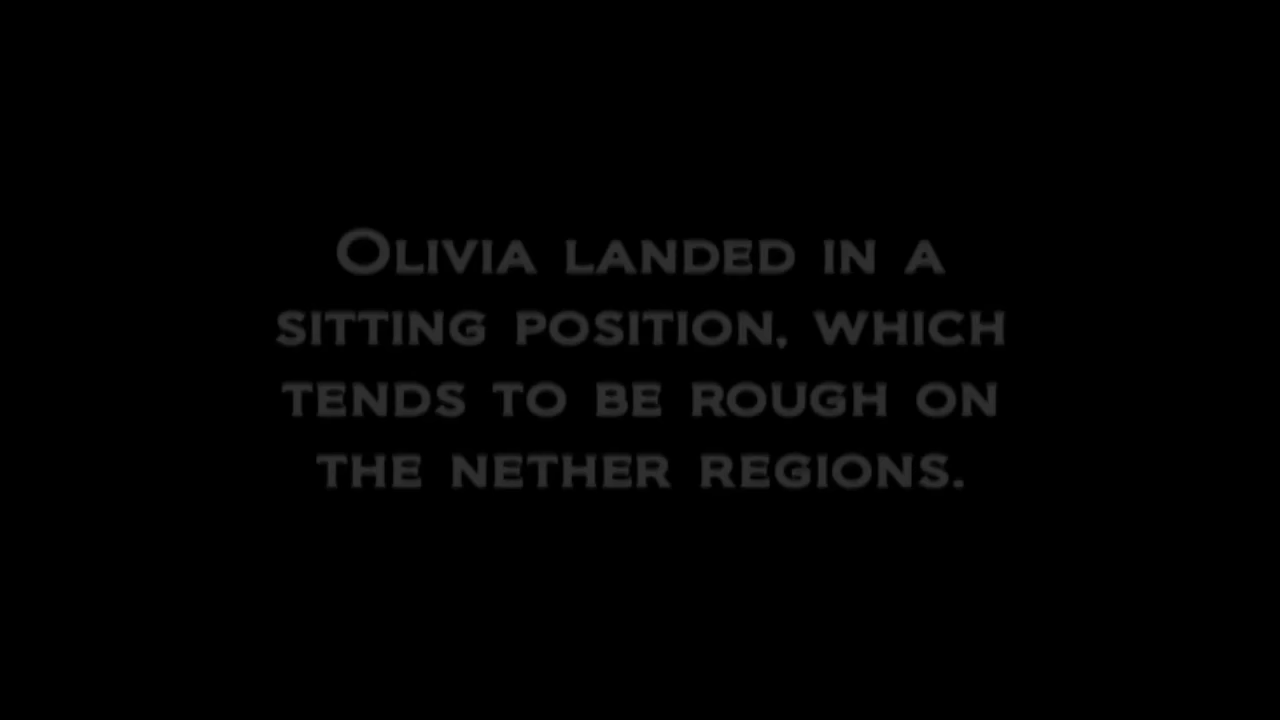 Olivia landed in a
sitting position, which
tends to be rough on
the nether regions.